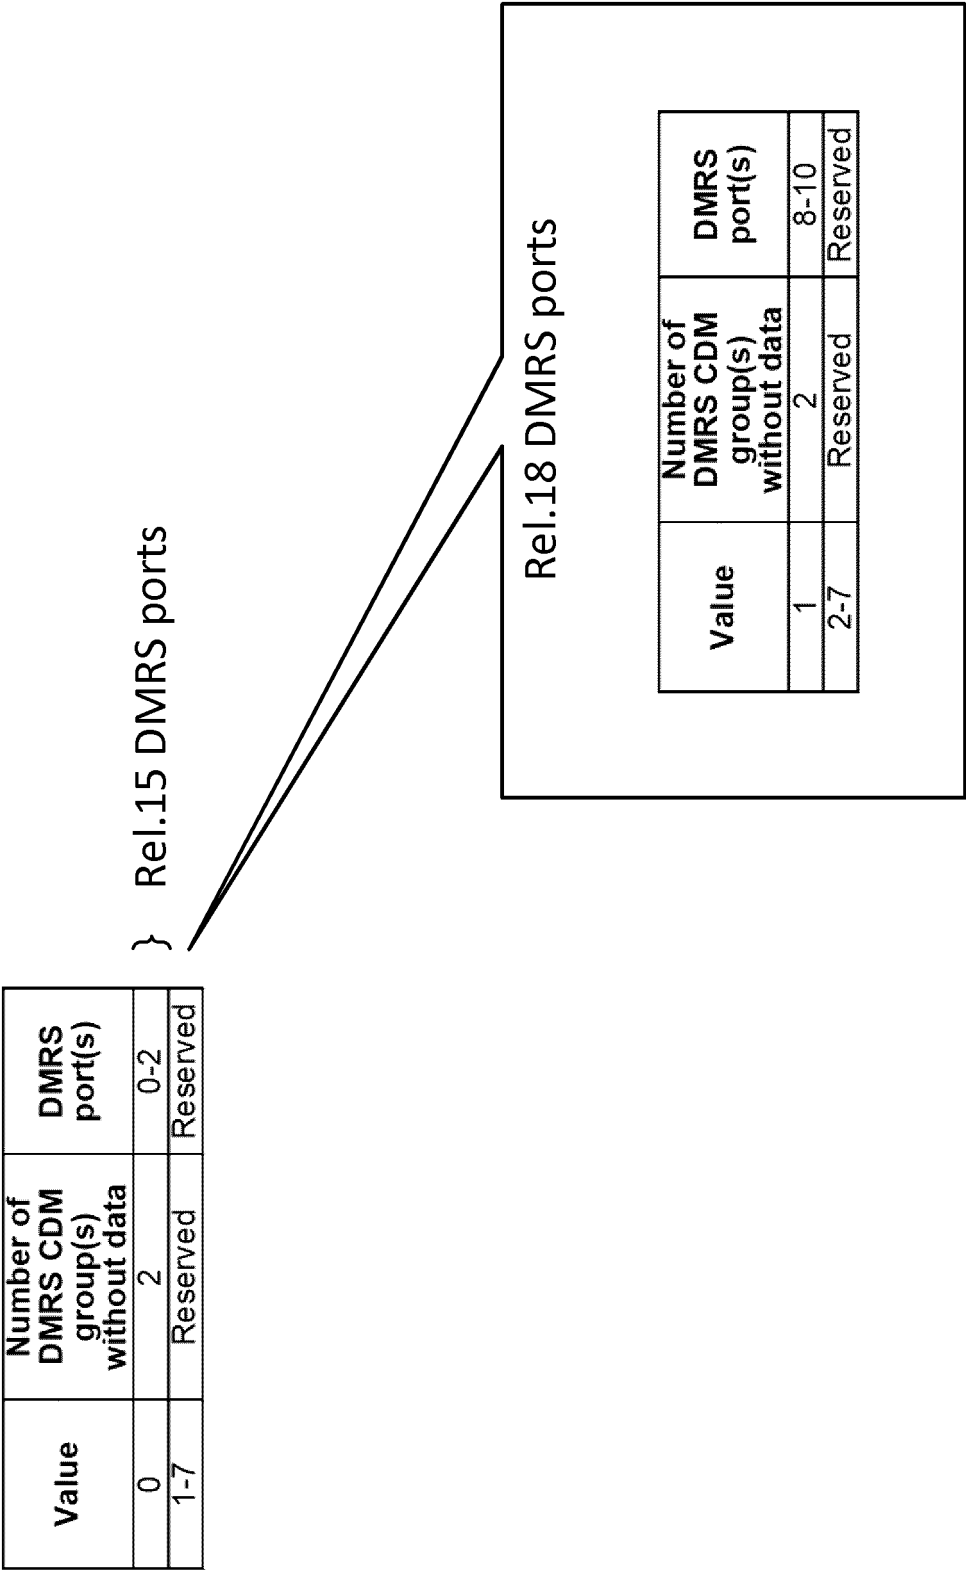 Value
Number of
DMRS CDM
group(s)
without data
DMRS
port(s)
0
2
0-2
1-7
Reserved
Reserved
} Rel.15 DMRS ports
Rel.18 DMRS ports
Value
Number of
DMRS CDM
group(s)
without data
DMRS
port(s)
1
2
8-10
2-7
Reserved
Reserved